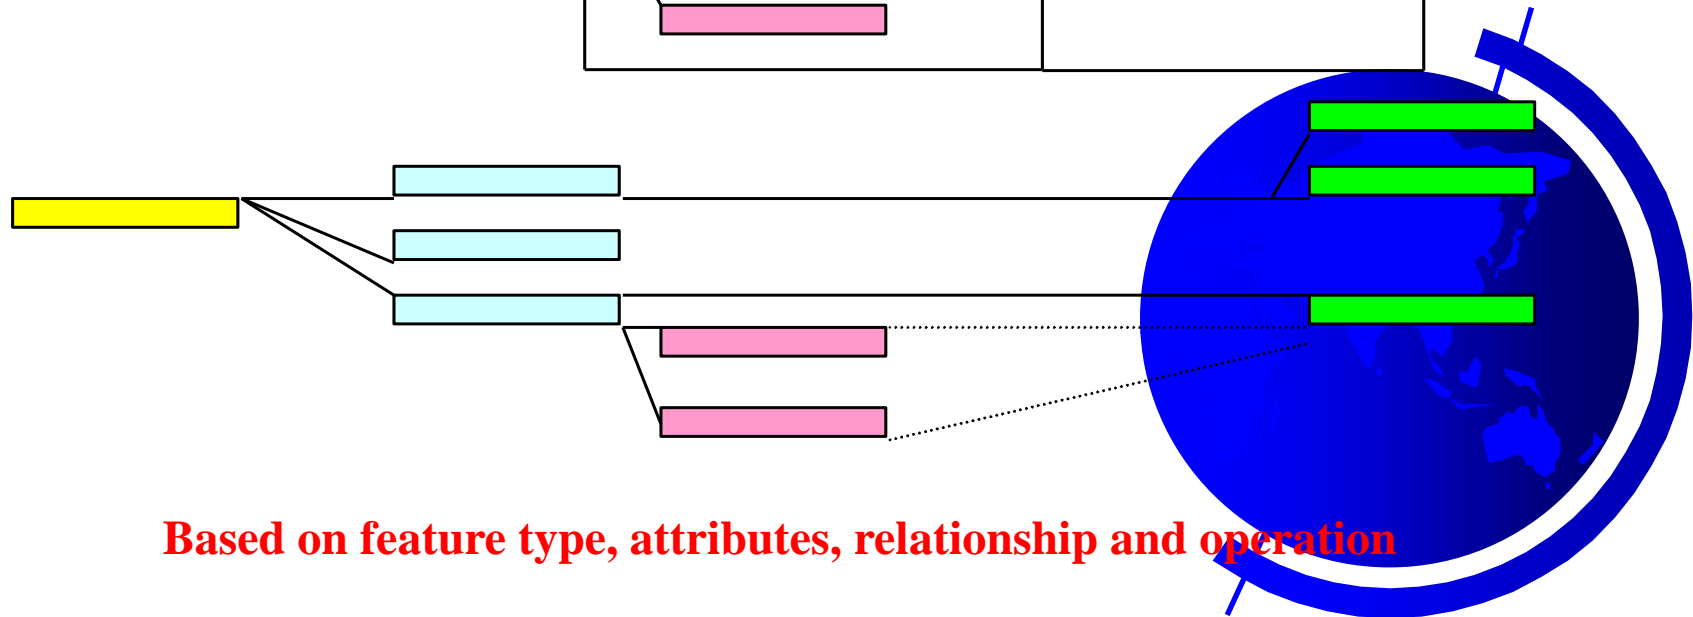 Based on feature type, attributes, relationship and operation